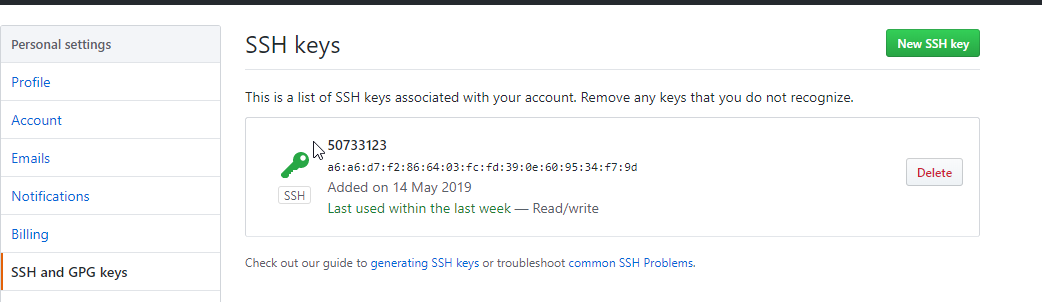 Personal settings
Profile
Account
Emails
Notifications
Billing
SSH and GPG keys
SSH keys
New SSH key
This is a list of SSH keys associated with your account. Remove any keys that you do not recognize.
50733123
a6:a6:d7:f2:86:64:03:fc:fd:39:0e:60:95:34:f7:9d
Added on 14 May 2019
Last used within the last week — Read/write
SSH
Delete
Check out our guide to generating SSH keys or troubleshoot common SSH Problems.